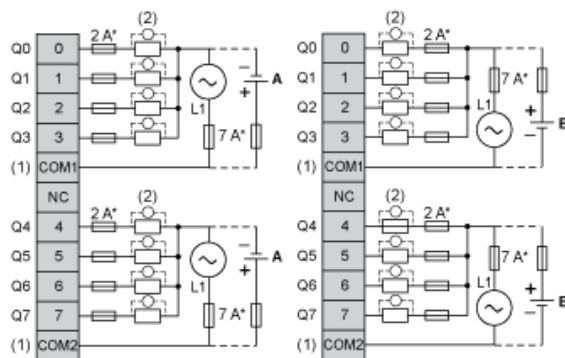 (2) (2)
Q0 0 2 A* Q0 0 2 A*
Q1 1 − A Q1 1 7 A*
Q2 2 + Q2 2 L1 +
L1 B
Q3 3 7 A* Q3 3 −
(1) COM1 (1) COM1
NC NC
(2) (2)
Q4 4 2 A* Q4 4 2 A*
Q5 5 − A Q5 5 7 A*
Q6 6 + Q6 6 L1 +
L1 B
Q7 7 7 A* Q7 7 −
(1) COM2 (1) COM2